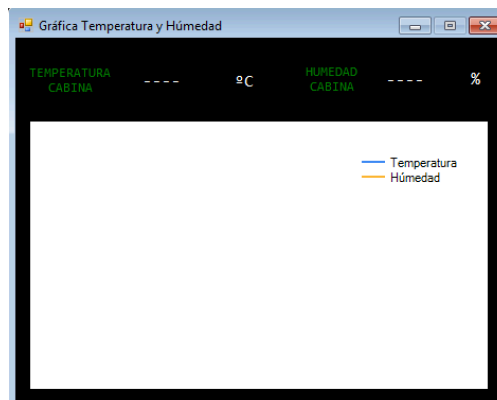 Gráfica Temperatura y Húmedad
TEMPERATURA
CABINA
---- ºC
HUMEDAD
CABINA
---- %
Temperatura
Húmedad